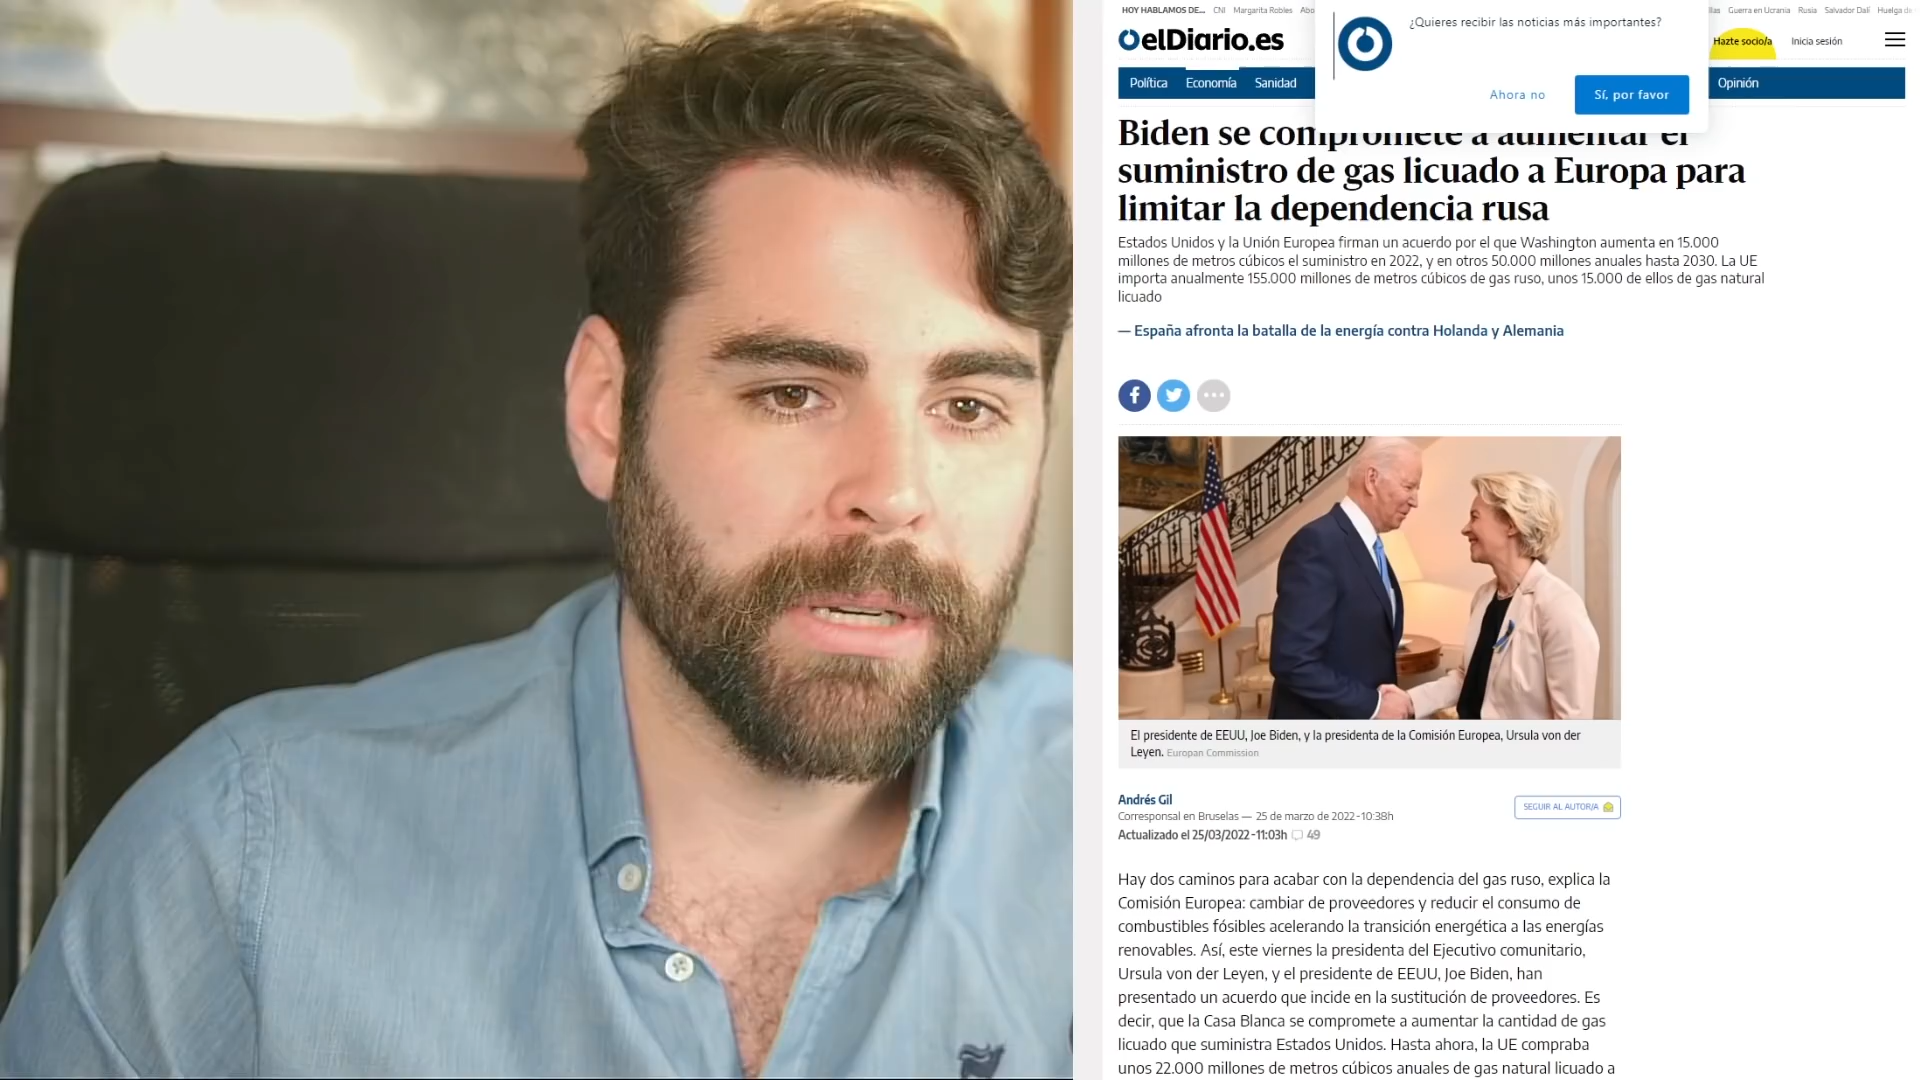 HOY HABLAMOS DE... CNI Margarita Robles Abo
Guerra en Ucrania Rusia Salvador Dalí Huelga de
elDiario.es
¿Quieres recibir las noticias más importantes?
Ahora no Sí, por favor
Hazte socio/a Inicia sesión
Política Economía Sanidad Opinión
Biden se compromete a aumentar el
suministro de gas licuado a Europa para
limitar la dependencia rusa
Estados Unidos y la Unión Europea firman un acuerdo por el que Washington aumenta en 15.000
millones de metros cúbicos el suministro en 2022, y en otros 50.000 millones anuales hasta 2030. La UE
importa anualmente 155.000 millones de metros cúbicos de gas ruso, unos 15.000 de ellos de gas natural
licuado
— España afronta la batalla de la energía contra Holanda y Alemania
El presidente de EEUU, Joe Biden, y la presidenta de la Comisión Europea, Ursula von der
Leyen. Europan Commission
Andrés Gil
SEGUIR AL AUTOR/A
Corresponsal en Bruselas — 25 de marzo de 2022-10:38h
Actualizado el 25/03/2022-11:03h 49
Hay dos caminos para acabar con la dependencia del gas ruso, explica la
Comisión Europea: cambiar de proveedores y reducir el consumo de
combustibles fósibles acelerando la transición energética a las energías
renovables. Así, este viernes la presidenta del Ejecutivo comunitario,
Ursula von der Leyen, y el presidente de EEUU, Joe Biden, han
presentado un acuerdo que incide en la sustitución de proveedores. Es
decir, que la Casa Blanca se compromete a aumentar la cantidad de gas
licuado que suministra Estados Unidos. Hasta ahora, la UE compraba
unos 22.000 millones de metros cúbicos anuales de gas natural licuado a